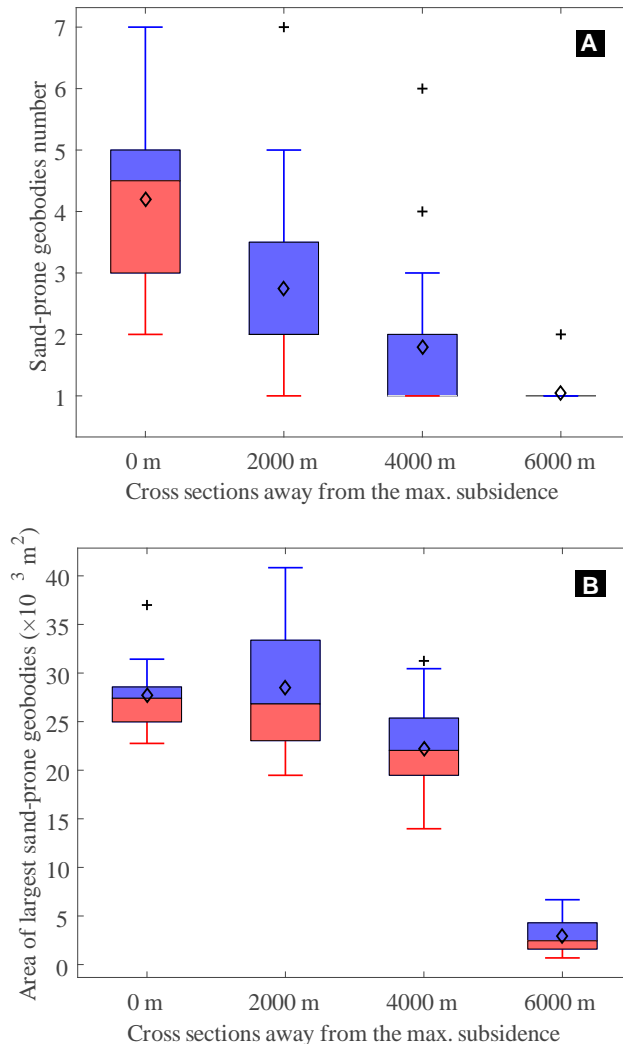 A
Sand-prone geobodies number
7
6
5
4
3
2
1
0 m 2000 m 4000 m 6000 m
Cross sections away from the max. subsidence
B
Area of largest sand-prone geobodies (×10 ³ m²)
40
35
30
25
20
15
10
5
0
0 m 2000 m 4000 m 6000 m
Cross sections away from the max. subsidence